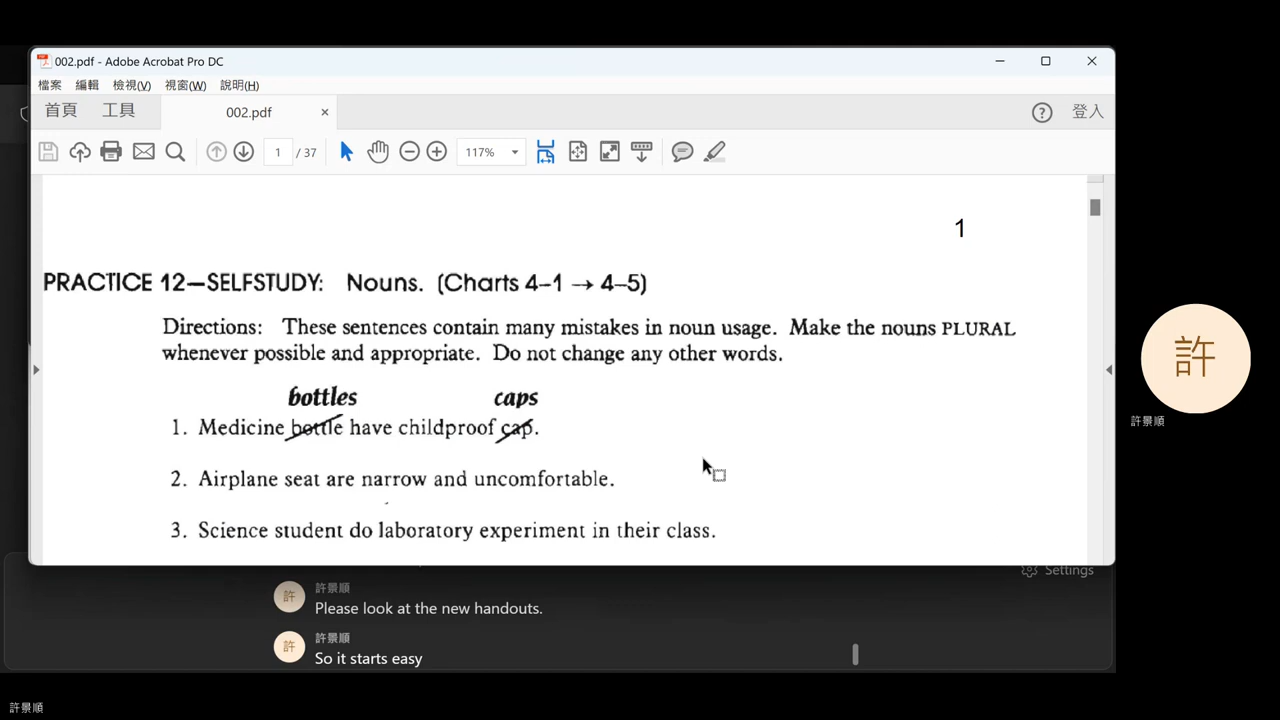 002.pdf - Adobe Acrobat Pro DC
檔案 編輯 檢視(V) 視窗(W) 說明(H)
首頁 工具 002.pdf × ? 登入
1 / 37 117%
1
PRACTICE 12—SELFSTUDY: Nouns. (Charts 4–1 → 4–5)
Directions: These sentences contain many mistakes in noun usage. Make the nouns PLURAL
whenever possible and appropriate. Do not change any other words.
bottles caps
1. Medicine bottle have childproof cap.
2. Airplane seat are narrow and uncomfortable.
3. Science student do laboratory experiment in their class.
Settings
許 許景順
Please look at the new handouts.
許 許景順
So it starts easy
許
許景順
許景順